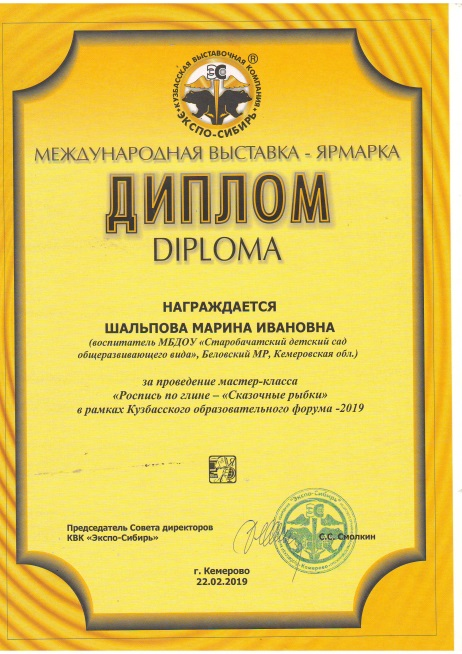 КУЗБАССКАЯ ВЫСТАВОЧНАЯ КОМПАНИЯ
®
ЭС
"ЭКСПО-СИБИРЬ"
МЕЖДУНАРОДНАЯ ВЫСТАВКА - ЯРМАРКА
ДИПЛОМ
DIPLOMA
НАГРАЖДАЕТСЯ
ШАЛЬПОВА МАРИНА ИВАНОВНА
(воспитатель МБДОУ «Старобачатский детский сад
общеразвивающего вида», Беловский МР, Кемеровская обл.)
за проведение мастер-класса
«Роспись по глине – «Сказочные рыбки»
в рамках Кузбасского образовательного форума -2019
Председатель Совета директоров
КВК «Экспо-Сибирь»
"Экспо-Сибирь"
С.С. Смолкин
г. Кемерово
22.02.2019